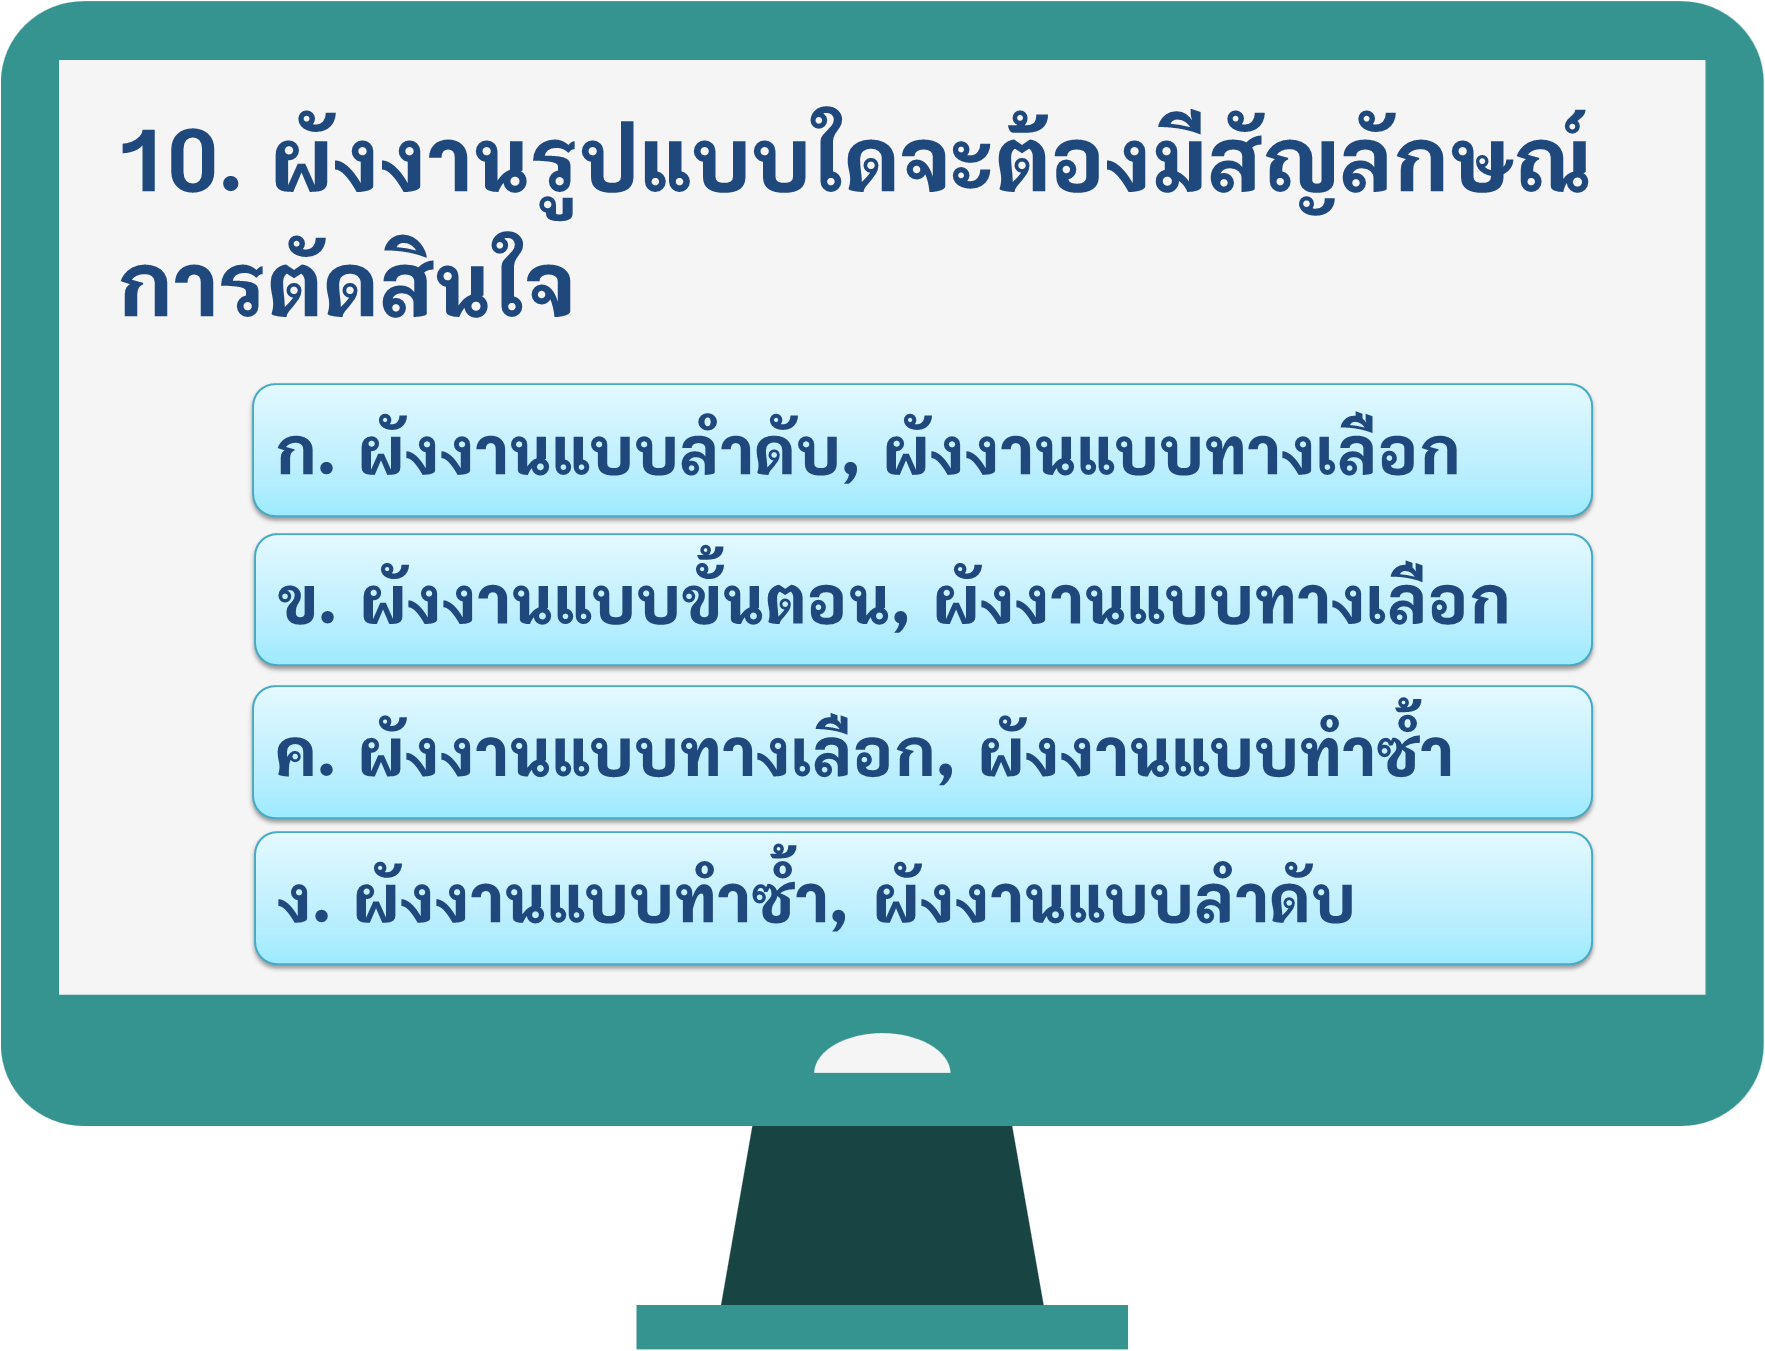 10. ผังงานรูปแบบใดจะต้องมีสัญลักษณ์
การตัดสินใจ
ก. ผังงานแบบลำดับ, ผังงานแบบทางเลือก
ข. ผังงานแบบขั้นตอน, ผังงานแบบทางเลือก
ค. ผังงานแบบทางเลือก, ผังงานแบบทำซ้ำ
ง. ผังงานแบบทำซ้ำ, ผังงานแบบลำดับ